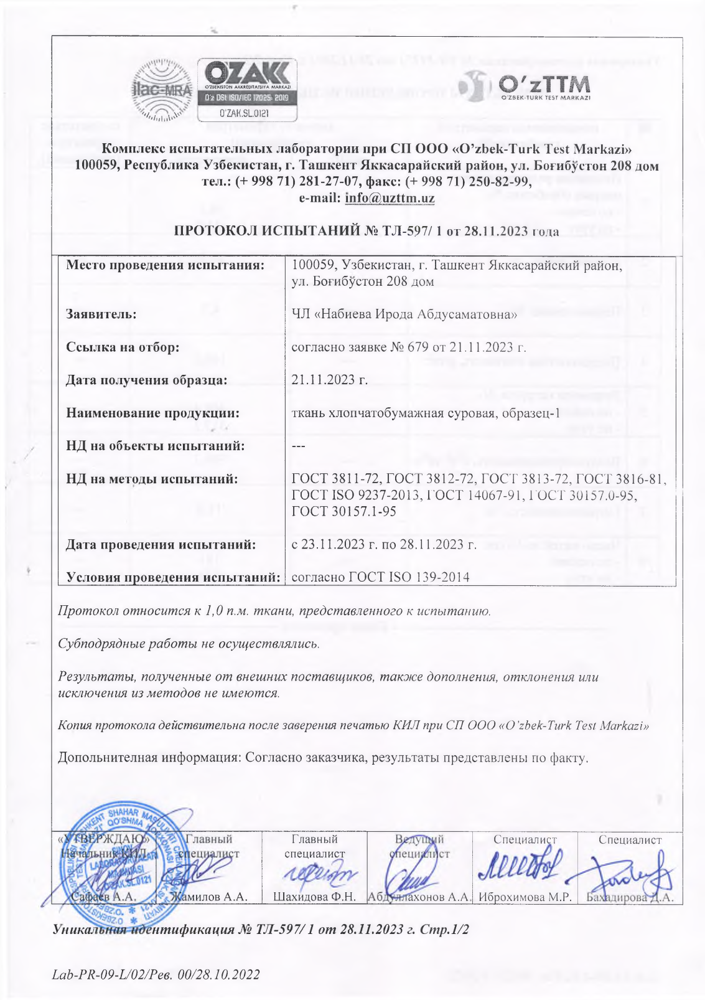 ilac-MRA
O'ZAKK
O'ZBEKISTON AKKREDITATSIYA MARKAZI
O'z DSt ISO/IEC 17025: 2019
O'ZAK.SL.0121
O'zTTM
O'ZBEK-TURK TEST MARKAZI
Комплекс испытательных лаборатории при СП ООО «O’zbek-Turk Test Markazi»
100059, Республика Узбекистан, г. Ташкент Яккасарайский район, ул. Боғибўстон 208 дом
тел.: (+ 998 71) 281-27-07, факс: (+ 998 71) 250-82-99,
e-mail: info@uzttm.uz
ПРОТОКОЛ ИСПЫТАНИЙ № ТЛ-597/ 1 от 28.11.2023 года
Место проведения испытания: 100059, Узбекистан, г. Ташкент Яккасарайский район,
ул. Боғибўстон 208 дом
Заявитель: ЧЛ «Набиева Ирода Абдусаматовна»
Ссылка на отбор: согласно заявке № 679 от 21.11.2023 г.
Дата получения образца: 21.11.2023 г.
Наименование продукции: ткань хлопчатобумажная суровая, образец-1
НД на объекты испытаний: ---
НД на методы испытаний: ГОСТ 3811-72, ГОСТ 3812-72, ГОСТ 3813-72, ГОСТ 3816-81,
ГОСТ ISO 9237-2013, ГОСТ 14067-91, ГОСТ 30157.0-95,
ГОСТ 30157.1-95
Дата проведения испытаний: с 23.11.2023 г. по 28.11.2023 г.
Условия проведения испытаний: согласно ГОСТ ISO 139-2014
Протокол относится к 1,0 п.м. ткани, представленного к испытанию.
Субподрядные работы не осуществлялись.
Результаты, полученные от внешних поставщиков, также дополнения, отклонения или
исключения из методов не имеются.
Копия протокола действительна после заверения печатью КИЛ при СП ООО «O’zbek-Turk Test Markazi»
Допольнителная информация: Согласно заказчика, результаты представлены по факту.
«УТВЕРЖДАЮ» Главный Главный Ведущий Специалист Специалист
Начальник КИЛ специалист специалист специалист
SINOV
LABORATORIYALARI
MAJMUASI
O'ZAK.SL.0121
Сафаев А.А. Жамилов А.А. Шахидова Ф.Н. Абдуллахонов А.А. Иброхимова М.Р. Бахадирова Д.А.
Уникальная идентификация № ТЛ-597/ 1 от 28.11.2023 г. Стр.1/2
Lab-PR-09-L/02/Рев. 00/28.10.2022